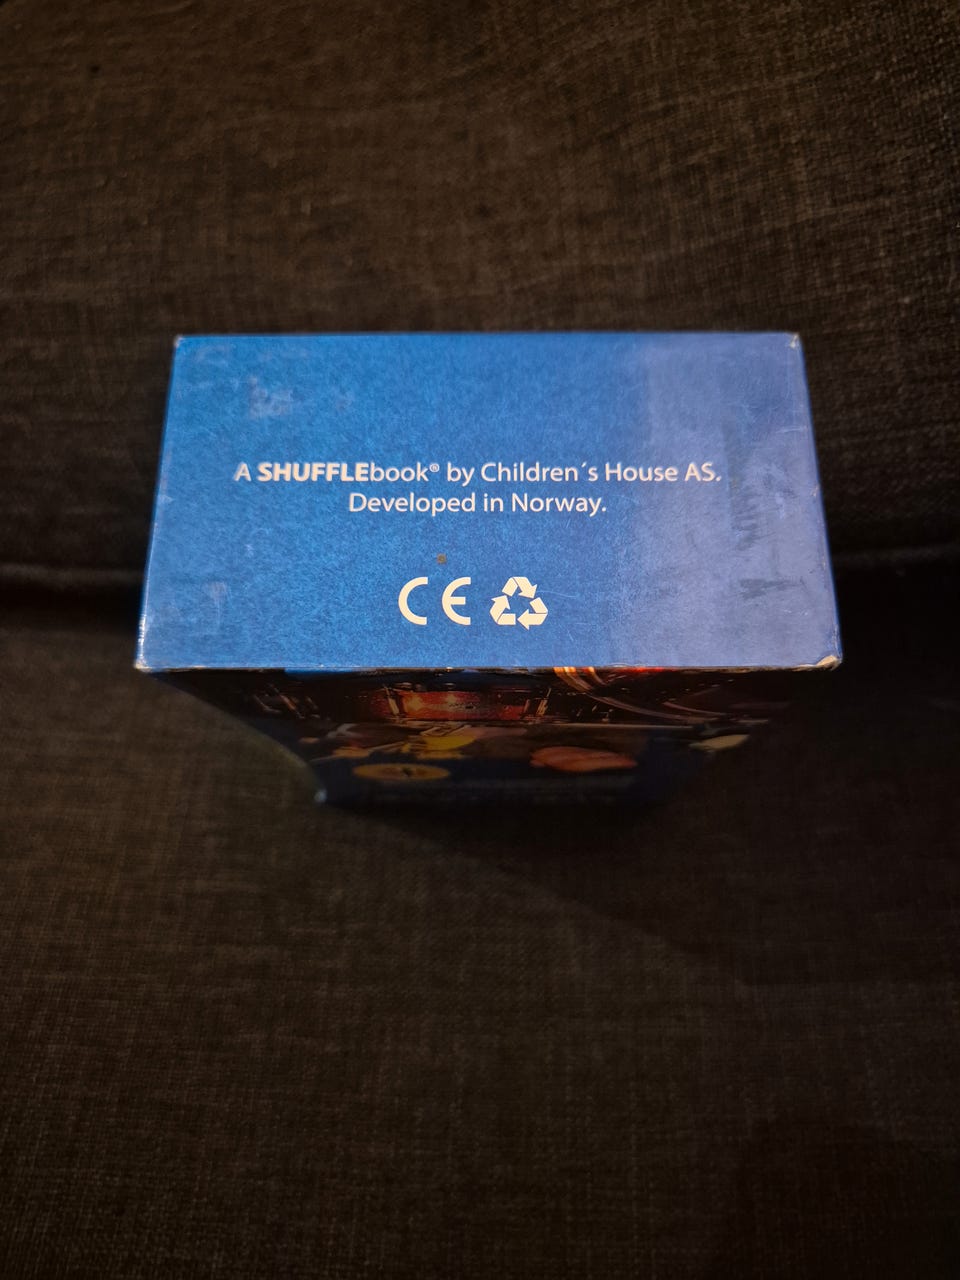 A SHUFFLEbook® by Children´s House AS.
Developed in Norway.
CE